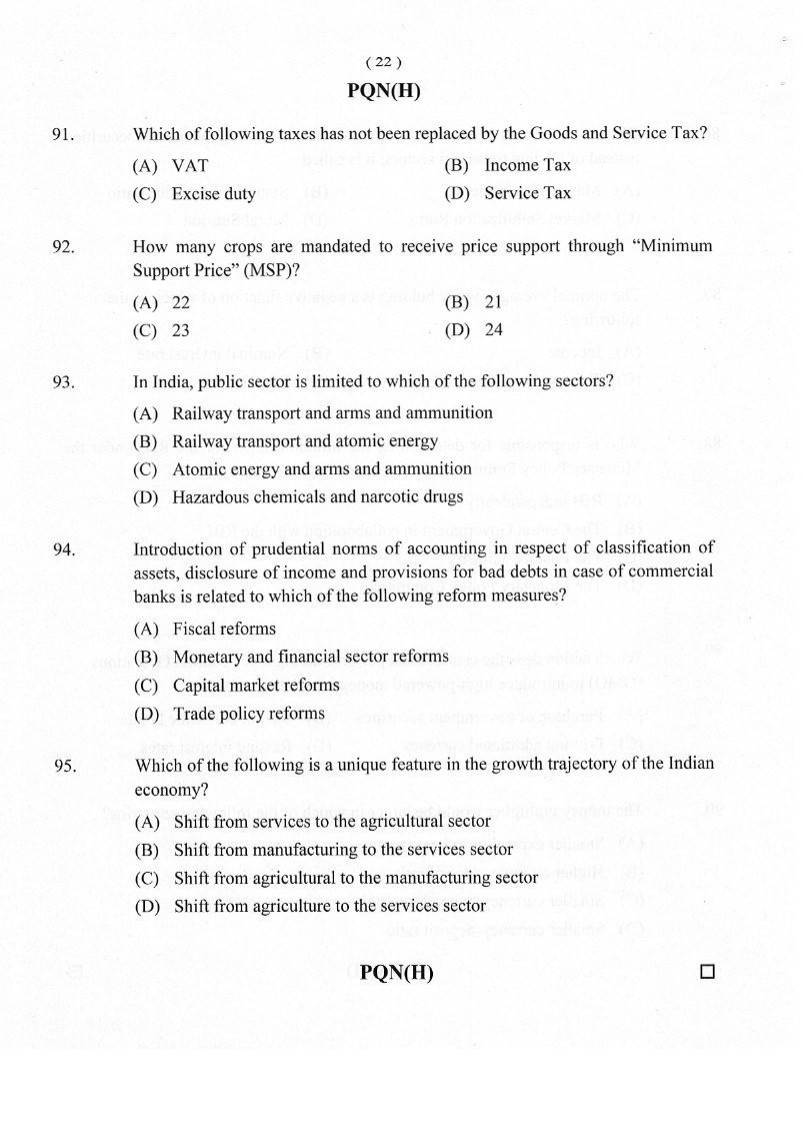 ( 22 )
PQN(H)
91. Which of following taxes has not been replaced by the Goods and Service Tax?
(A) VAT (B) Income Tax
(C) Excise duty (D) Service Tax
92. How many crops are mandated to receive price support through “Minimum
Support Price” (MSP)?
(A) 22 (B) 21
(C) 23 (D) 24
93. In India, public sector is limited to which of the following sectors?
(A) Railway transport and arms and ammunition
(B) Railway transport and atomic energy
(C) Atomic energy and arms and ammunition
(D) Hazardous chemicals and narcotic drugs
94. Introduction of prudential norms of accounting in respect of classification of
assets, disclosure of income and provisions for bad debts in case of commercial
banks is related to which of the following reform measures?
(A) Fiscal reforms
(B) Monetary and financial sector reforms
(C) Capital market reforms
(D) Trade policy reforms
95. Which of the following is a unique feature in the growth trajectory of the Indian
economy?
(A) Shift from services to the agricultural sector
(B) Shift from manufacturing to the services sector
(C) Shift from agricultural to the manufacturing sector
(D) Shift from agriculture to the services sector
PQN(H)